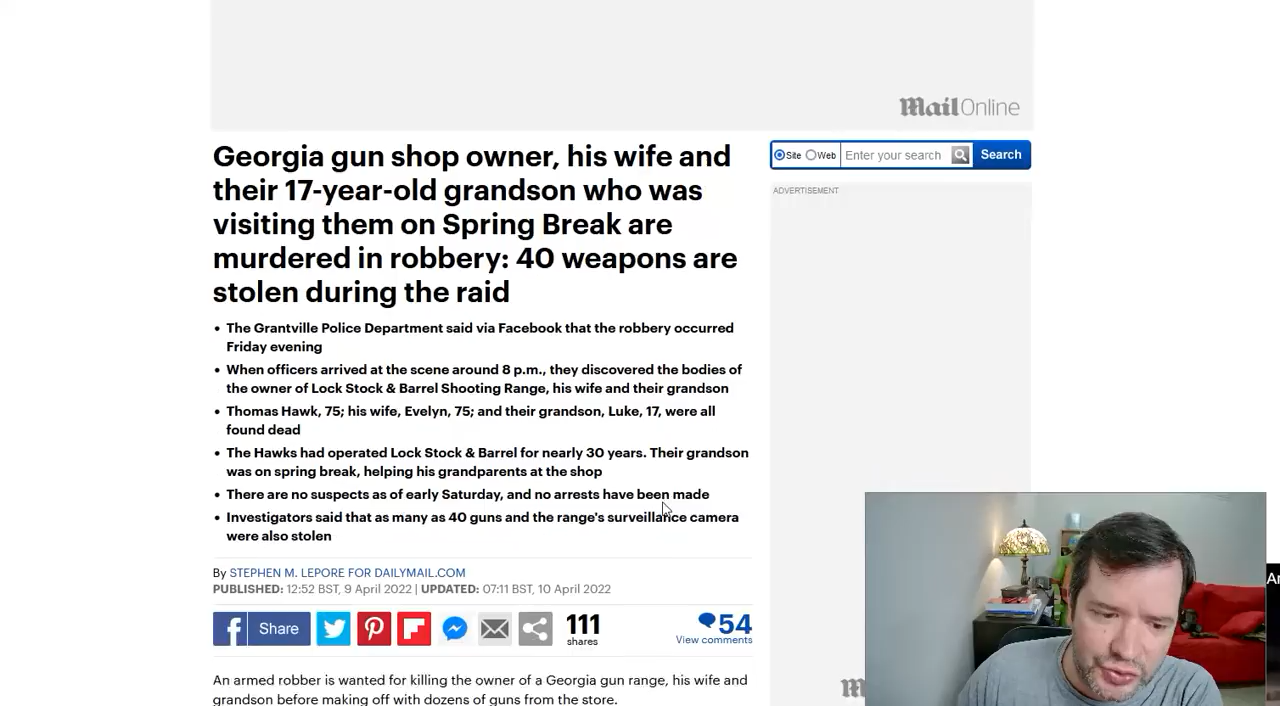 MailOnline
Georgia gun shop owner, his wife and
their 17-year-old grandson who was
visiting them on Spring Break are
murdered in robbery: 40 weapons are
stolen during the raid
Site Web Enter your search Search
ADVERTISEMENT
• The Grantville Police Department said via Facebook that the robbery occurred
Friday evening
• When officers arrived at the scene around 8 p.m., they discovered the bodies of
the owner of Lock Stock & Barrel Shooting Range, his wife and their grandson
• Thomas Hawk, 75; his wife, Evelyn, 75; and their grandson, Luke, 17, were all
found dead
• The Hawks had operated Lock Stock & Barrel for nearly 30 years. Their grandson
was on spring break, helping his grandparents at the shop
• There are no suspects as of early Saturday, and no arrests have been made
• Investigators said that as many as 40 guns and the range's surveillance camera
were also stolen
By STEPHEN M. LEPORE FOR DAILYMAIL.COM
PUBLISHED: 12:52 BST, 9 April 2022 | UPDATED: 07:11 BST, 10 April 2022
Share
111
shares
54
View comments
An armed robber is wanted for killing the owner of a Georgia gun range, his wife and
grandson before making off with dozens of guns from the store.